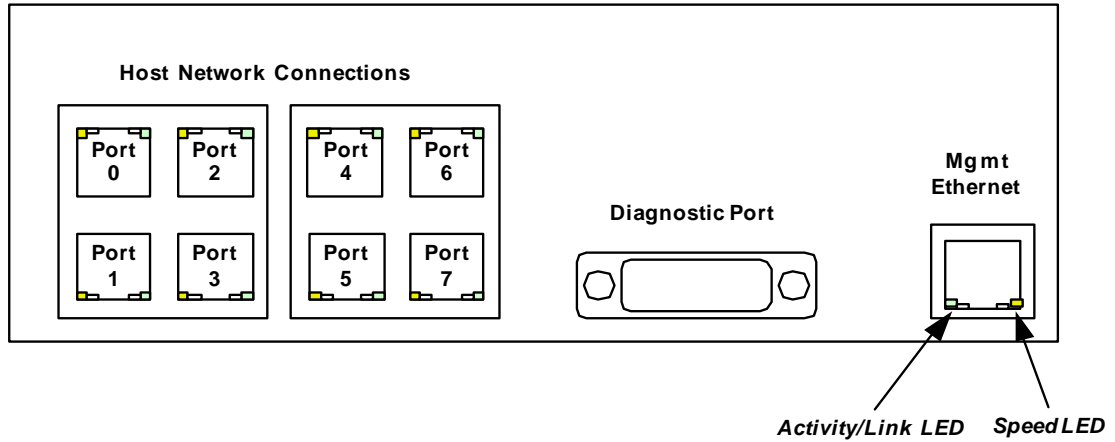 Host Network Connections
Port 0
Port 2
Port 4
Port 6
Port 1
Port 3
Port 5
Port 7
Diagnostic Port
Mgmt
Ethernet
Activity/Link LED
Speed LED